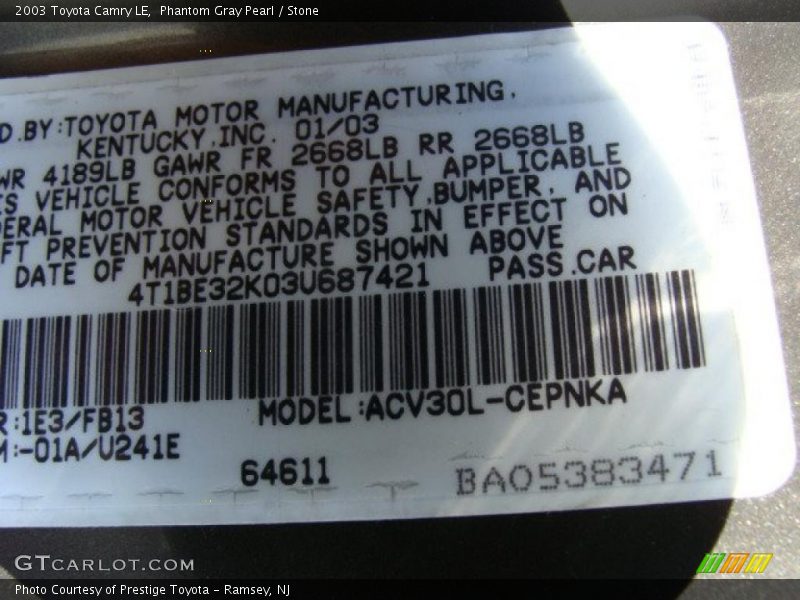 2003 Toyota Camry LE,  Phantom Gray Pearl / Stone
D.BY:TOYOTA MOTOR MANUFACTURING,
KENTUCKY,INC. 01/03
WR 4189LB GAWR FR 2668LB RR 2668LB
S VEHICLE CONFORMS TO ALL APPLICABLE
ERAL MOTOR VEHICLE SAFETY,BUMPER, AND
FT PREVENTION STANDARDS IN EFFECT ON
DATE OF MANUFACTURE SHOWN ABOVE
4T1BE32K03U687421 PASS.CAR
R:1E3/FB13 MODEL:ACV30L-CEPNKA
M:-01A/U241E
64611 BA05383471
GTCARLOT.COM
Photo Courtesy of Prestige Toyota - Ramsey, NJ